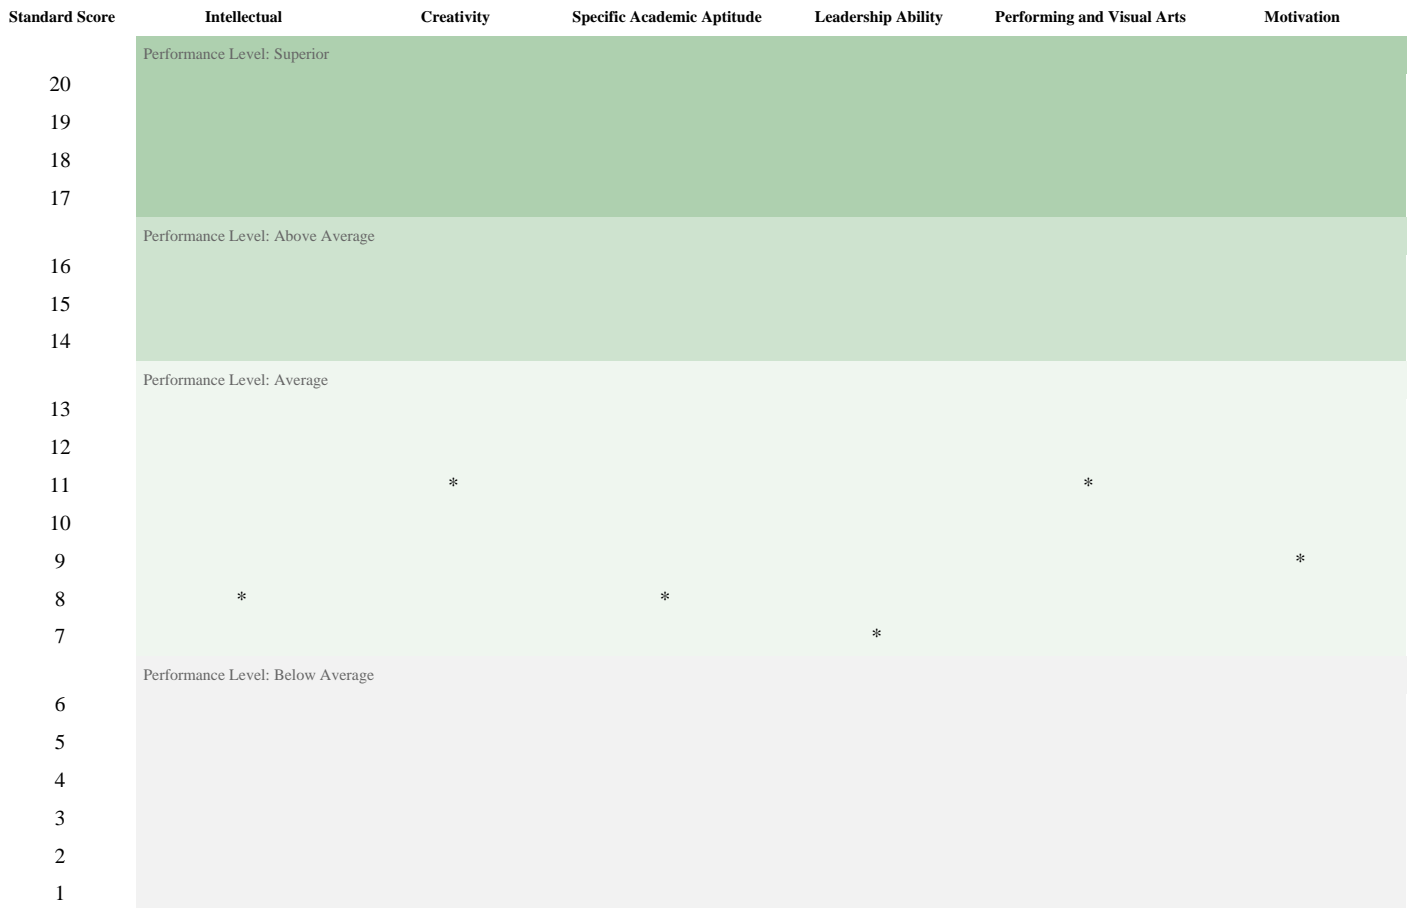 Standard Score Intellectual Creativity Specific Academic Aptitude Leadership Ability Performing and Visual Arts Motivation
Performance Level: Superior
20
19
18
17
Performance Level: Above Average
16
15
14
Performance Level: Average
13
12
11 * *
10
9 *
8 * *
7 *
Performance Level: Below Average
6
5
4
3
2
1